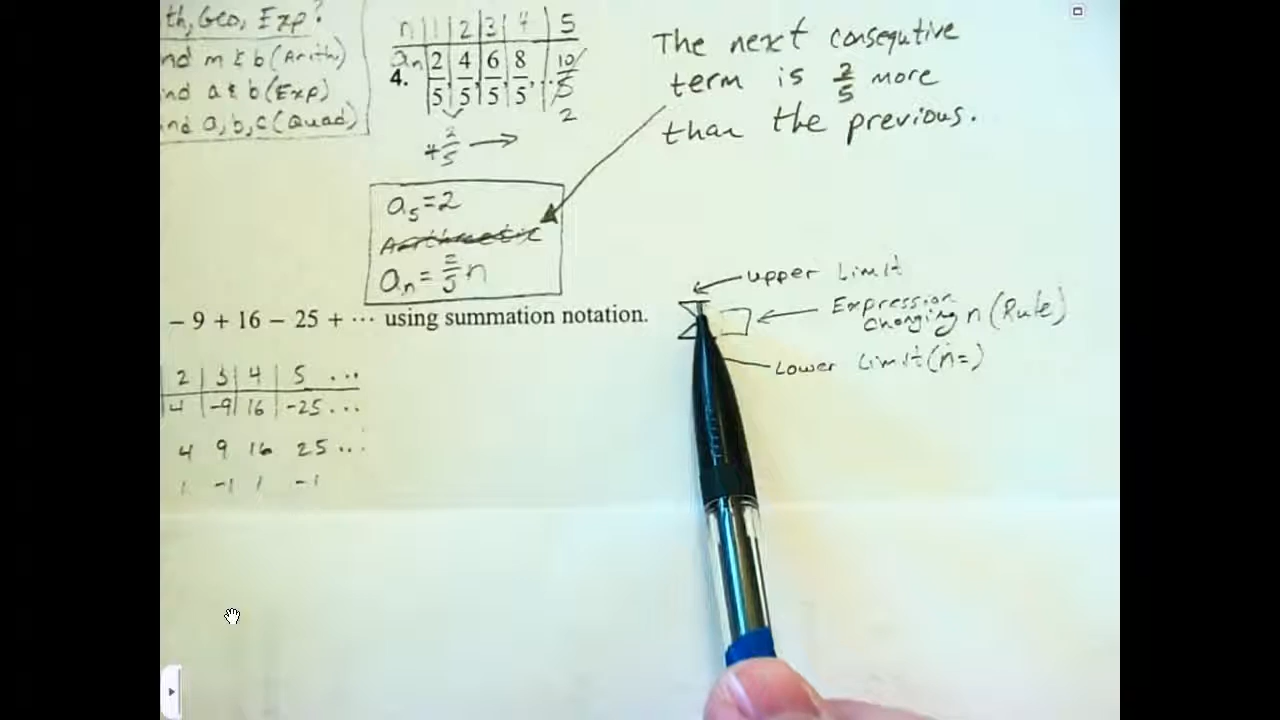 th, Geo, Exp?
nd m & b (Arith)
nd a & b (Exp)
nd a, b, c (Quad)
n | 1 | 2 | 3 | 4 | 5
4. an 2/5, 4/5, 6/5, 8/5, ... 10/5
2
+2/5 →
The next consequtive
term is 2/5 more
than the previous.
a5 = 2
Arithmetic
an = 2/5 n
− 9 + 16 − 25 + ⋯ using summation notation.
upper Limit
Expression
changing n (Rule)
Lower Limit (n=)
2 | 3 | 4 | 5 ...
4 | -9 | 16 | -25 ...
4 9 16 25 ...
1 -1 1 -1